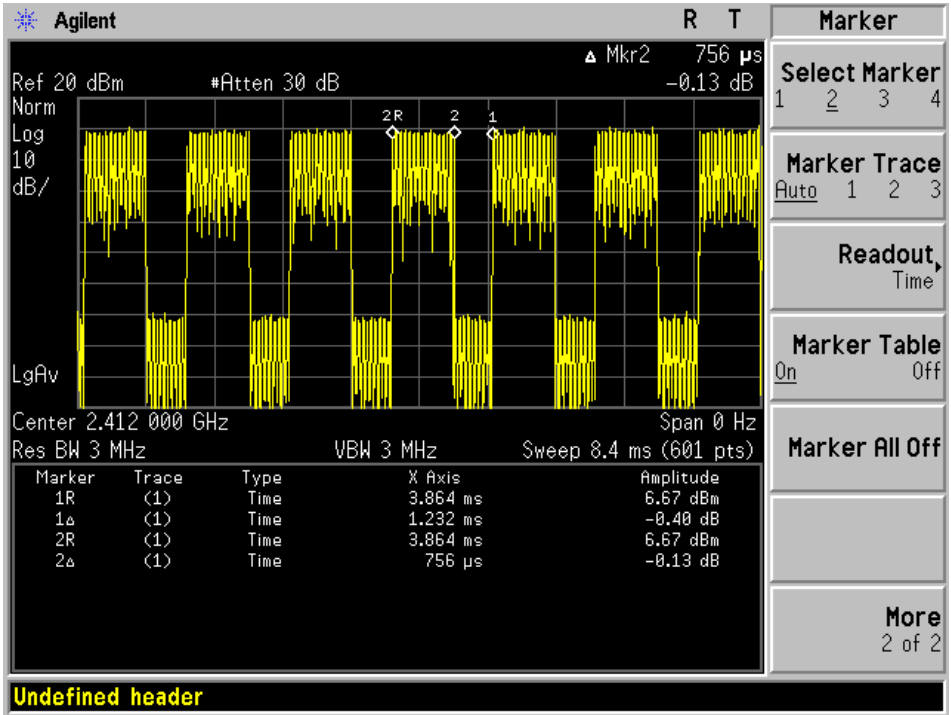 Agilent R T Marker
Δ Mkr2 756 µs
Ref 20 dBm #Atten 30 dB -0.13 dB
Norm
Log
10
dB/
2R 2 1
LgAv
Center 2.412 000 GHz Span 0 Hz
Res BW 3 MHz VBW 3 MHz Sweep 8.4 ms (601 pts)
Marker Trace Type X Axis Amplitude
1R (1) Time 3.864 ms 6.67 dBm
1Δ (1) Time 1.232 ms -0.40 dB
2R (1) Time 3.864 ms 6.67 dBm
2Δ (1) Time 756 µs -0.13 dB
Select Marker
1 2 3 4
Marker Trace
Auto 1 2 3
Readout
Time
Marker Table
On Off
Marker All Off
More
2 of 2
Undefined header